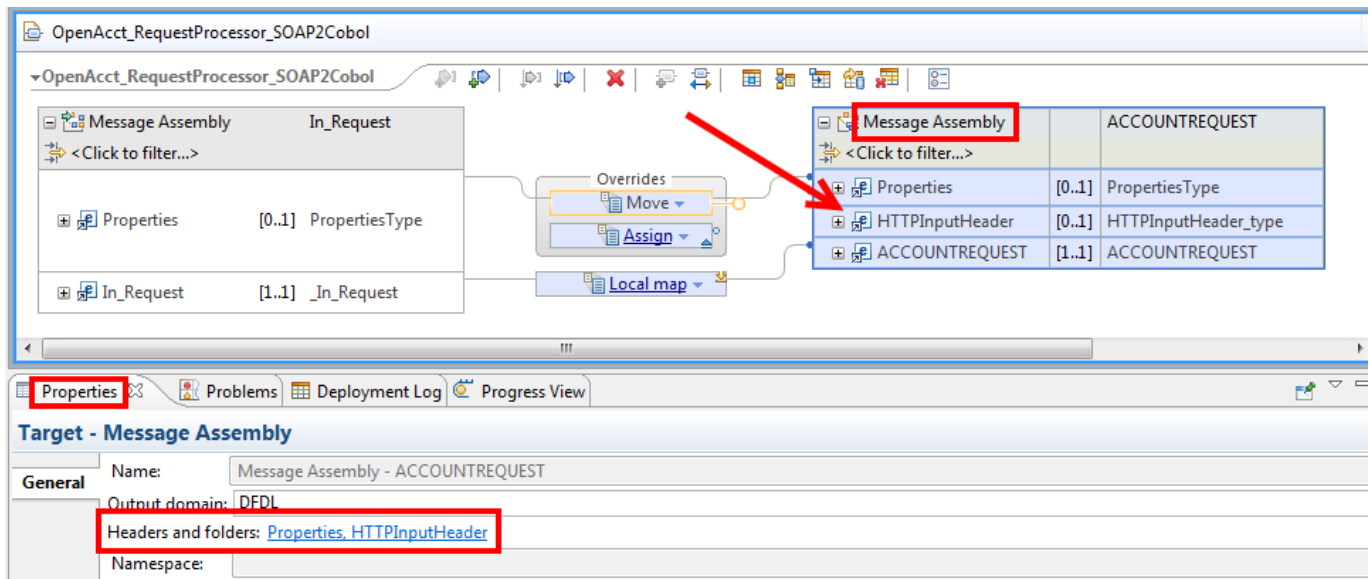 OpenAcct_RequestProcessor_SOAP2Cobol
OpenAcct_RequestProcessor_SOAP2Cobol
Message Assembly In_Request
<Click to filter...>
Properties [0..1] PropertiesType
In_Request [1..1] _In_Request
Overrides
Move
Assign
Local map
Message Assembly ACCOUNTREQUEST
<Click to filter...>
Properties [0..1] PropertiesType
HTTPInputHeader [0..1] HTTPInputHeader_type
ACCOUNTREQUEST [1..1] ACCOUNTREQUEST
Properties Problems Deployment Log Progress View
Target - Message Assembly
General
Name: Message Assembly - ACCOUNTREQUEST
Output domain: DFDL
Headers and folders: Properties, HTTPInputHeader
Namespace: